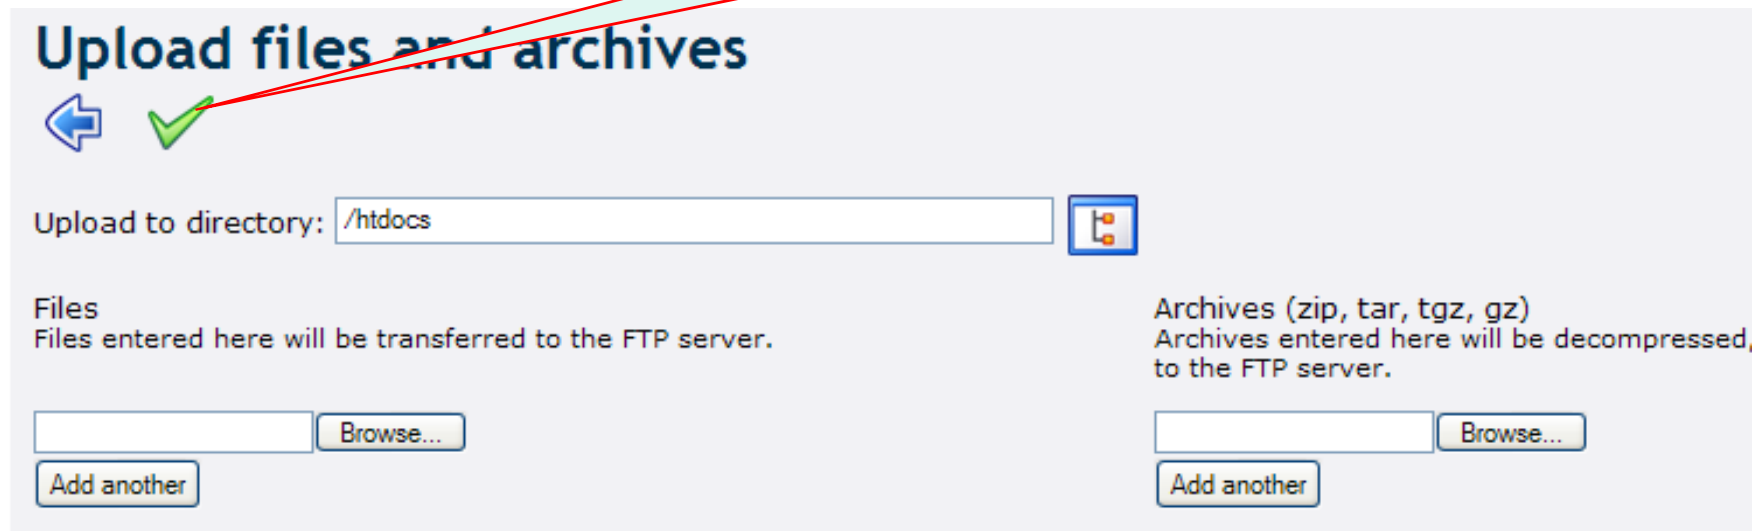 Upload files and archives
Upload to directory: /htdocs
Files
Files entered here will be transferred to the FTP server.
Browse...
Add another
Archives (zip, tar, tgz, gz)
Archives entered here will be decompressed,
to the FTP server.
Browse...
Add another